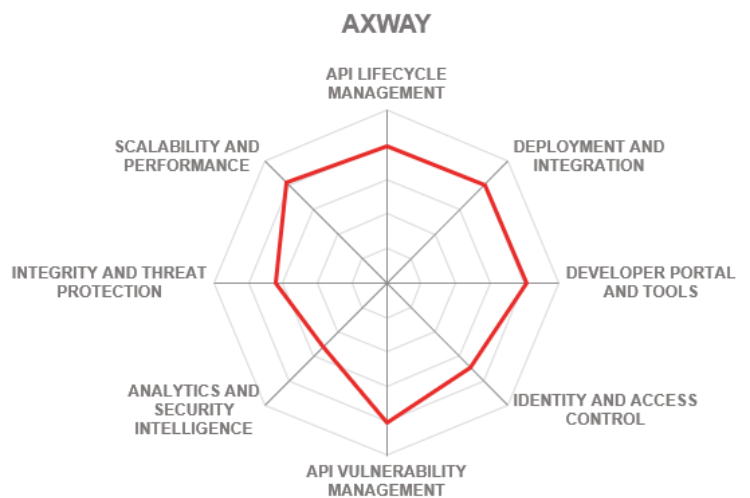 AXWAY
API LIFECYCLE
MANAGEMENT
DEPLOYMENT AND
INTEGRATION
DEVELOPER PORTAL
AND TOOLS
IDENTITY AND ACCESS
CONTROL
API VULNERABILITY
MANAGEMENT
ANALYTICS AND
SECURITY
INTELLIGENCE
INTEGRITY AND THREAT
PROTECTION
SCALABILITY AND
PERFORMANCE